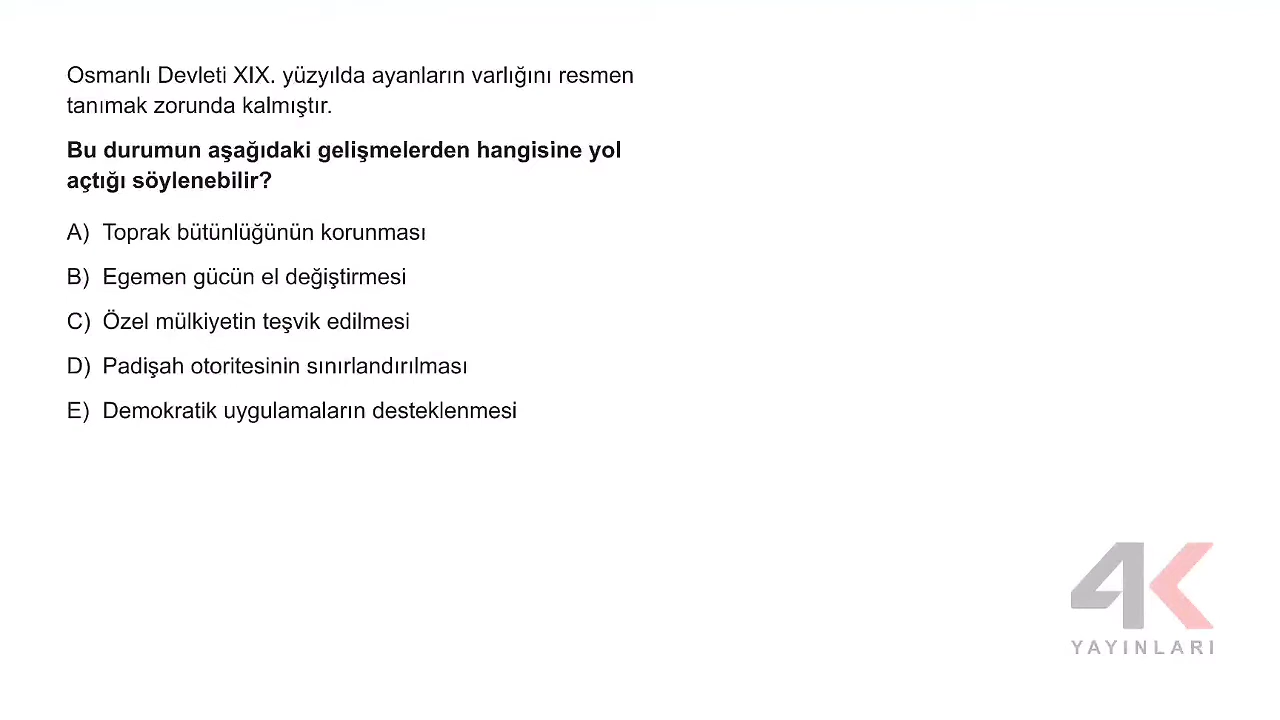 Osmanlı Devleti XIX. yüzyılda ayanların varlığını resmen
tanımak zorunda kalmıştır.
Bu durumun aşağıdaki gelişmelerden hangisine yol
açtığı söylenebilir?
A) Toprak bütünlüğünün korunması
B) Egemen gücün el değiştirmesi
C) Özel mülkiyetin teşvik edilmesi
D) Padişah otoritesinin sınırlandırılması
E) Demokratik uygulamaların desteklenmesi
4K
YAYINLARI